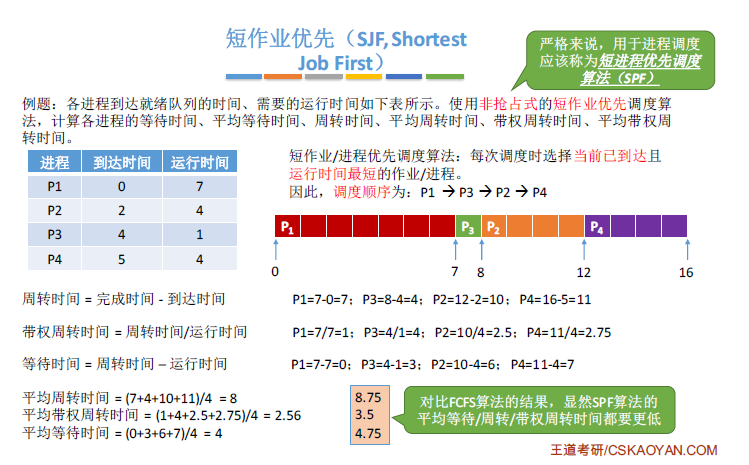 短作业优先（SJF, Shortest
Job First）
严格来说，用于进程调度
应该称为短进程优先调度
算法（SPF）
例题：各进程到达就绪队列的时间、需要的运行时间如下表所示。使用非抢占式的短作业优先调度算
法，计算各进程的等待时间、平均等待时间、周转时间、平均周转时间、带权周转时间、平均带权周
转时间。
进程 到达时间 运行时间
P1 0 7
P2 2 4
P3 4 1
P4 5 4
短作业/进程优先调度算法：每次调度时选择当前已到达且
运行时间最短的作业/进程。
因此，调度顺序为：P1 → P3 → P2 → P4
P1 P3 P2 P4
0 7 8 12 16
周转时间 = 完成时间 - 到达时间 P1=7-0=7；P3=8-4=4；P2=12-2=10；P4=16-5=11
带权周转时间 = 周转时间/运行时间 P1=7/7=1；P3=4/1=4；P2=10/4=2.5；P4=11/4=2.75
等待时间 = 周转时间 – 运行时间 P1=7-7=0；P3=4-1=3；P2=10-4=6；P4=11-4=7
平均周转时间 = (7+4+10+11)/4 = 8 8.75
平均带权周转时间 = (1+4+2.5+2.75)/4 = 2.56 3.5
平均等待时间 = (0+3+6+7)/4 = 4 4.75
对比FCFS算法的结果，显然SPF算法的
平均等待/周转/带权周转时间都要更低
王道考研/CSKAOYAN.COM